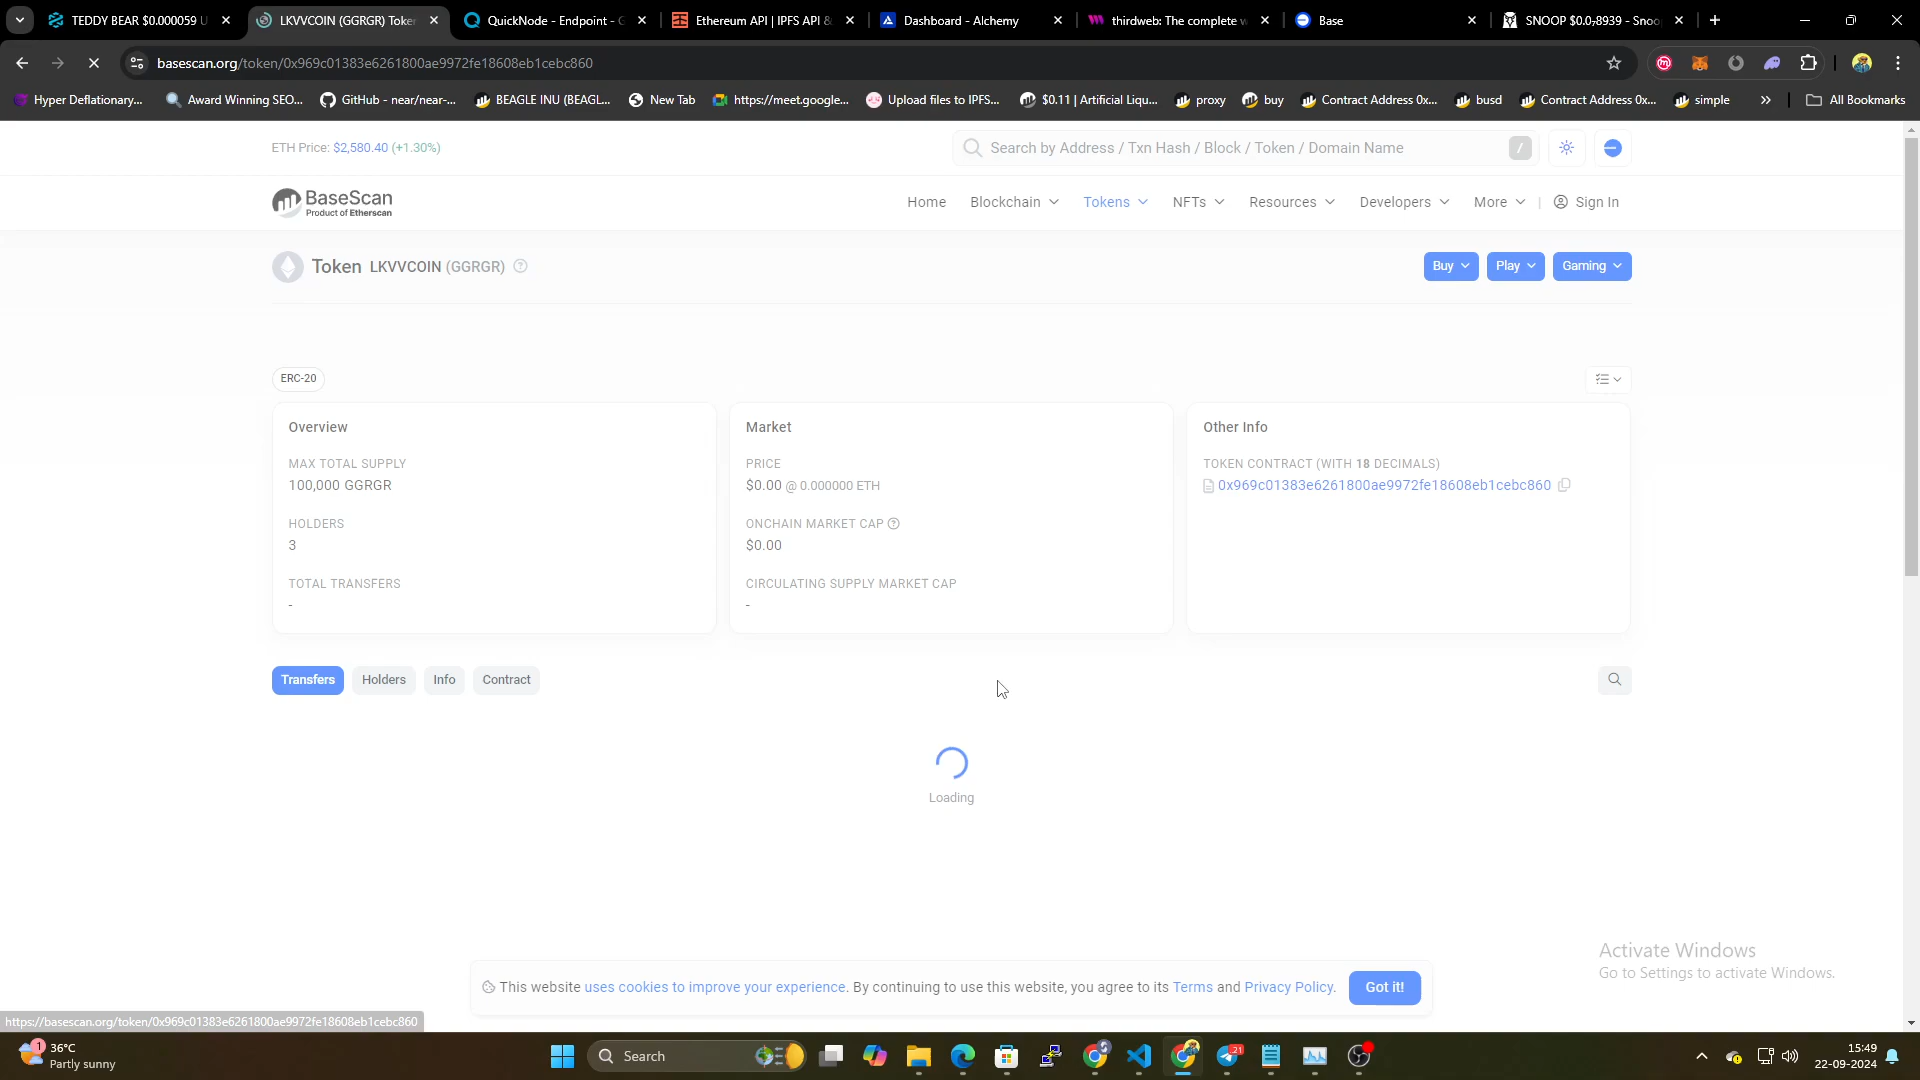 TEDDY BEAR $0.000059 U
LKVVCOIN (GGRGR) Toke
QuickNode - Endpoint - G
Ethereum API | IPFS API &
Dashboard - Alchemy
thirdweb: The complete w
Base
SNOOP $0.0₇8939 - Snoo
basescan.org/token/0x969c01383e6261800ae9972fe18608eb1cebc860
Hyper Deflationary...
Award Winning SEO...
GitHub - near/near-...
BEAGLE INU (BEAGL...
New Tab
https://meet.google...
Upload files to IPFS...
$0.11 | Artificial Liqu...
proxy
buy
Contract Address 0x...
busd
Contract Address 0x...
simple
»
All Bookmarks
ETH Price: $2,580.40 (+1.30%)
Search by Address / Txn Hash / Block / Token / Domain Name
/
BaseScan
Product of Etherscan
Home
Blockchain
Tokens
NFTs
Resources
Developers
More
|
Sign In
Token LKVVCOIN (GGRGR)
Buy
Play
Gaming
ERC-20
Overview
MAX TOTAL SUPPLY
100,000 GGRGR
HOLDERS
3
TOTAL TRANSFERS
-
Market
PRICE
$0.00 @ 0.000000 ETH
ONCHAIN MARKET CAP
$0.00
CIRCULATING SUPPLY MARKET CAP
-
Other Info
TOKEN CONTRACT (WITH 18 DECIMALS)
0x969c01383e6261800ae9972fe18608eb1cebc860
Transfers
Holders
Info
Contract
Loading
Activate Windows
Go to Settings to activate Windows.
This website uses cookies to improve your experience. By continuing to use this website, you agree to its Terms and Privacy Policy.
Got it!
https://basescan.org/token/0x969c01383e6261800ae9972fe18608eb1cebc860
1
36°C
Partly sunny
Search
21
15:49
22-09-2024